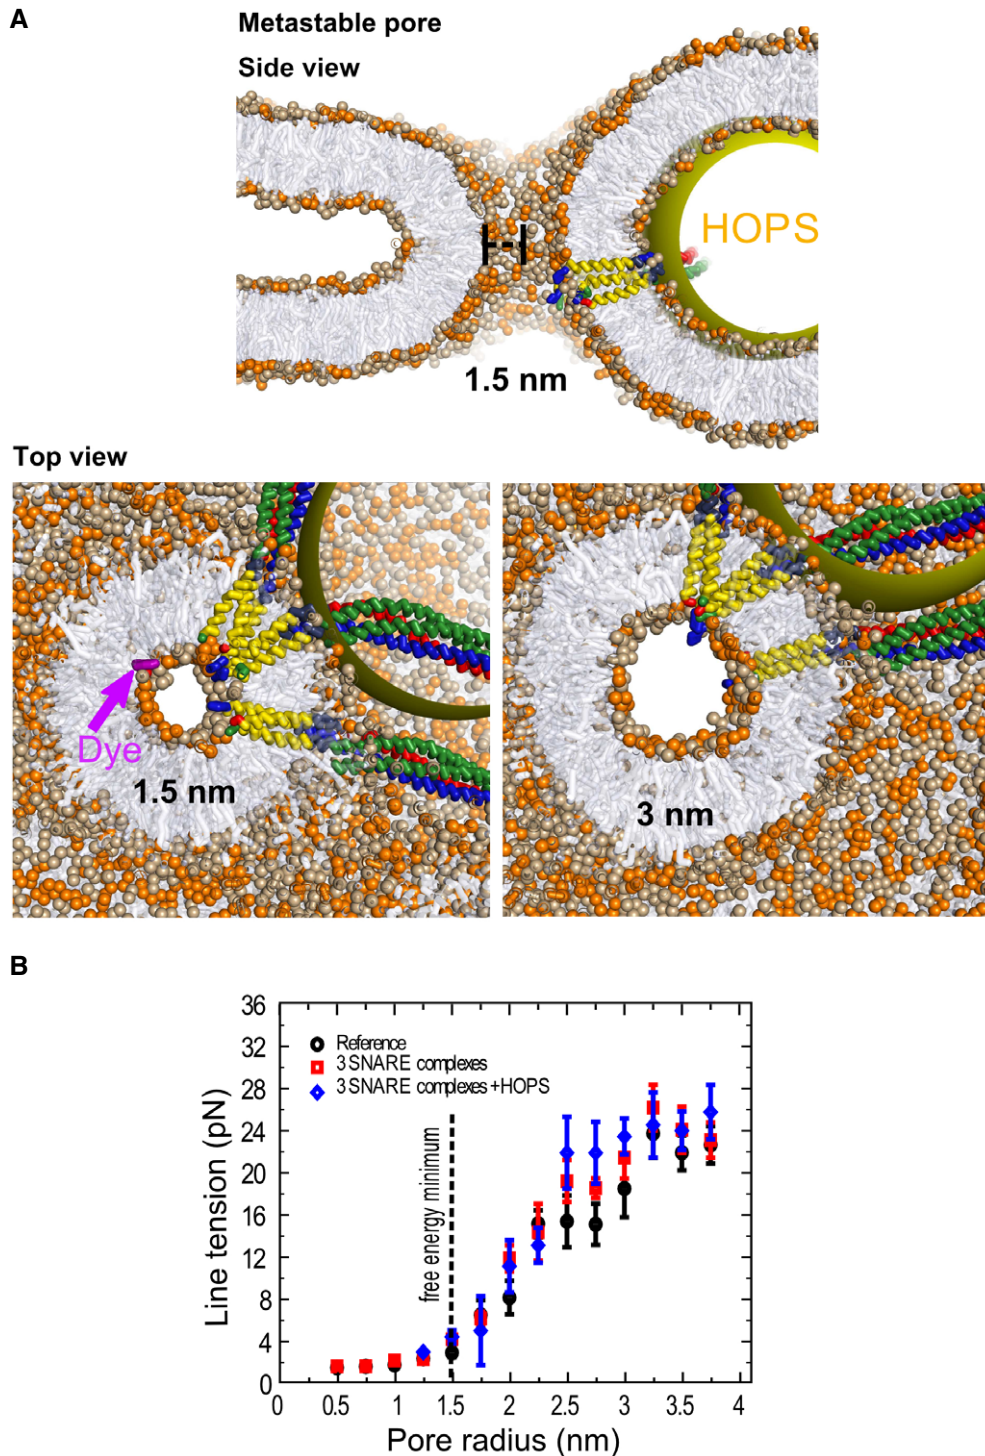 A
Metastable pore
Side view
HOPS
1.5 nm
Top view
Dye
1.5 nm
3 nm
B
Line tension (pN)
36
32
28
24
20
16
12
8
4
0
Reference
3 SNARE complexes
3 SNARE complexes +HOPS
free energy minimum
0 0.5 1 1.5 2 2.5 3 3.5 4
Pore radius (nm)